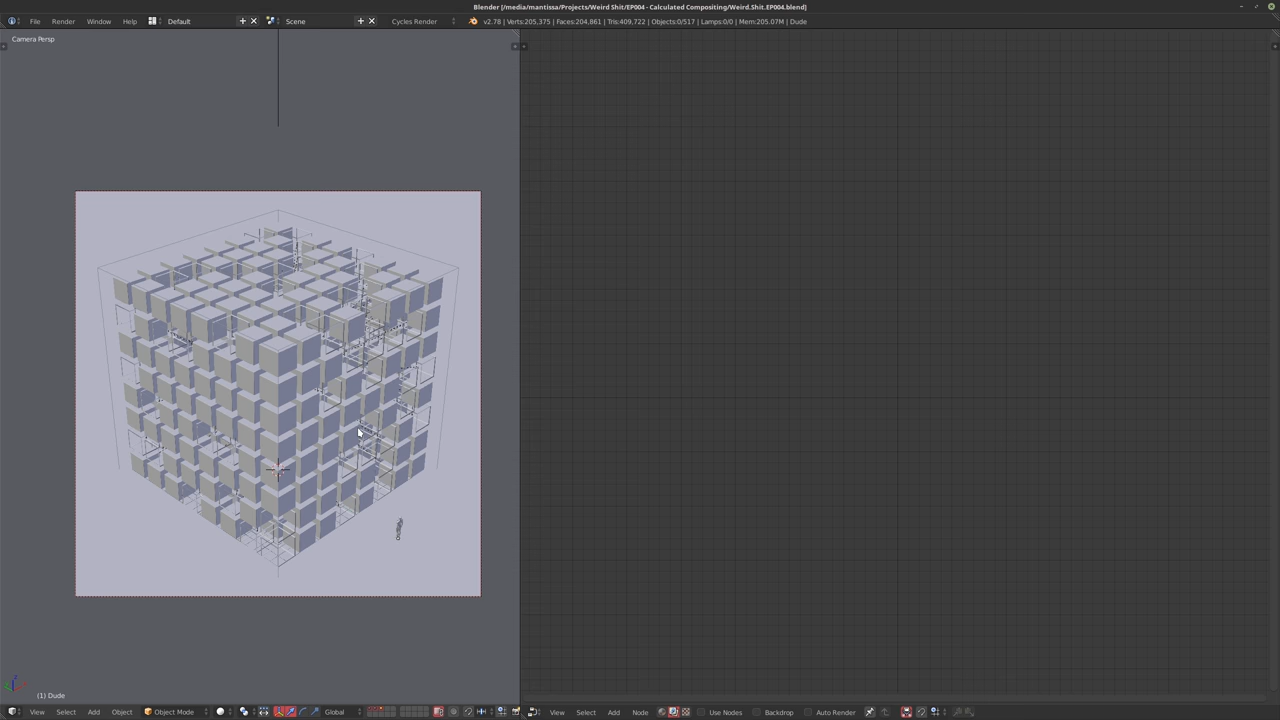 Blender [/media/mantissa/Projects/Weird Shit/EP004 - Calculated Compositing/Weird.Shit.EP004.blend]
File Render Window Help Default Scene Cycles Render v2.78 | Verts:205,375 | Faces:204,861 | Tris:409,722 | Objects:0/517 | Lamps:0/0 | Mem:205.07M | Dude
Camera Persp
(1) Dude
View Select Add Object Object Mode Global View Select Add Node Use Nodes Backdrop Auto Render